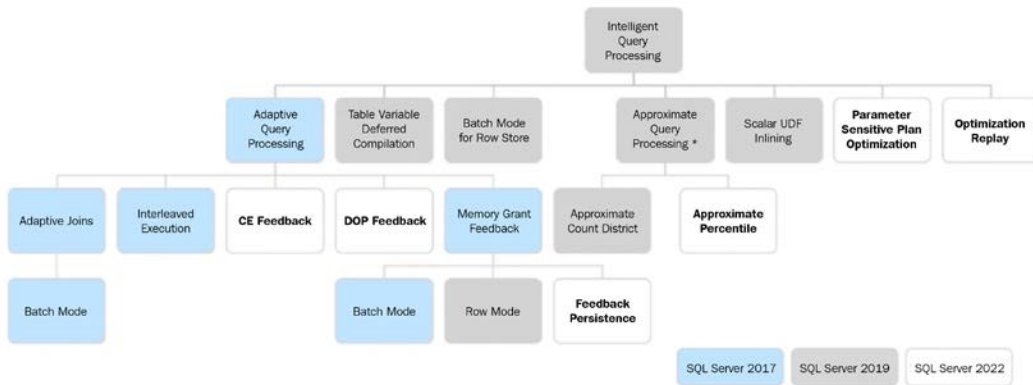 Intelligent
Query
Processing
Adaptive
Query
Processing
Table Variable
Deferred
Compilation
Batch Mode
for Row Store
Approximate
Query
Processing *
Scalar UDF
Inlining
Parameter
Sensitive Plan
Optimization
Optimization
Replay
Adaptive Joins
Interleaved
Execution
CE Feedback
DOP Feedback
Memory Grant
Feedback
Approximate
Count District
Approximate
Percentile
Batch Mode
Batch Mode
Row Mode
Feedback
Persistence
SQL Server 2017
SQL Server 2019
SQL Server 2022